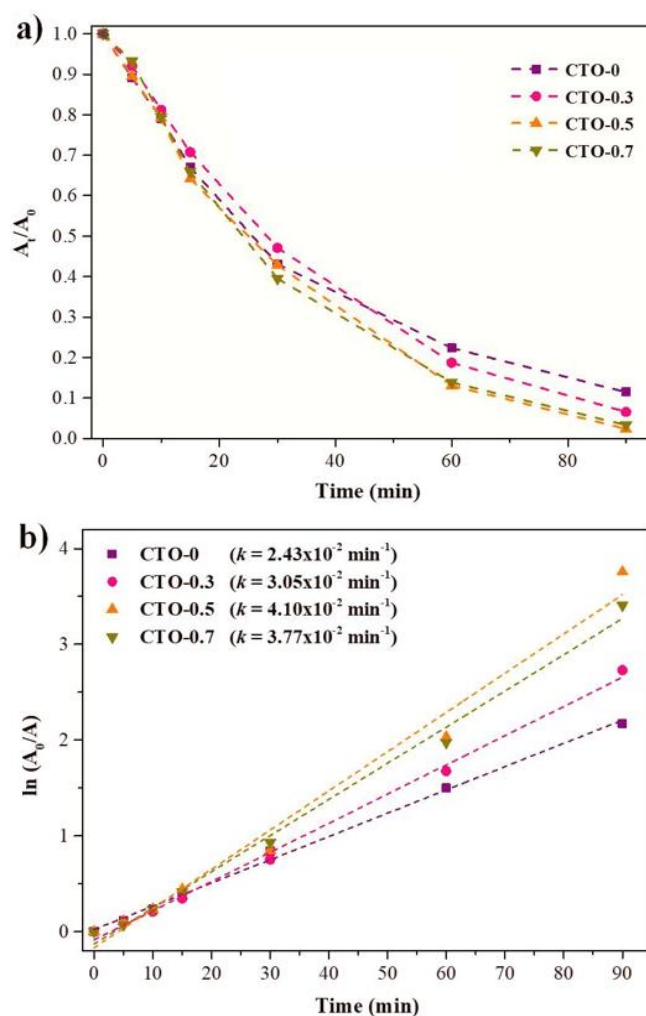 a)
1.0
0.9
0.8
0.7
0.6
0.5
0.4
0.3
0.2
0.1
0.0
A_t/A_0
CTO-0
CTO-0.3
CTO-0.5
CTO-0.7
0 20 40 60 80
Time (min)
b)
4
3
2
1
0
ln (A_0/A)
CTO-0 (k = 2.43x10^-2 min^-1)
CTO-0.3 (k = 3.05x10^-2 min^-1)
CTO-0.5 (k = 4.10x10^-2 min^-1)
CTO-0.7 (k = 3.77x10^-2 min^-1)
0 10 20 30 40 50 60 70 80 90
Time (min)